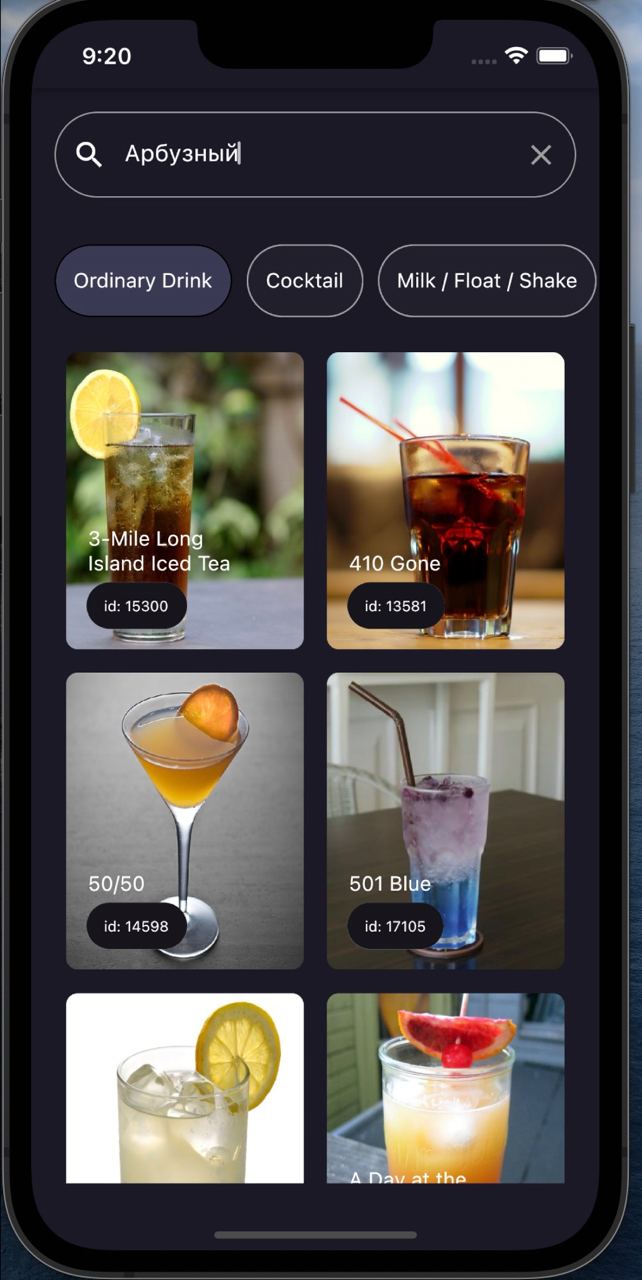 9:20
Арбузный
Ordinary Drink
Cocktail
Milk / Float / Shake
3-Mile Long
Island Iced Tea
id: 15300
410 Gone
id: 13581
50/50
id: 14598
501 Blue
id: 17105
A Day at the